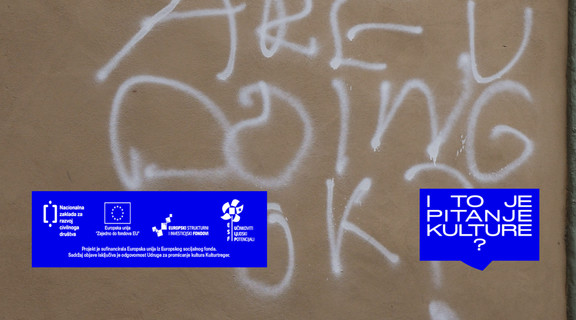 ARE U
DOING
OK?
Nacionalna
zaklada za
razvoj
civilnoga
društva
Europska unija
"Zajedno do fondova EU"
EUROPSKI STRUKTURNI
I INVESTICIJSKI FONDOVI
ESF
UČINKOVITI
LJUDSKI
POTENCIJALI
Projekt je sufinancirala Europska unija iz Europskog socijalnog fonda.
Sadržaj objave isključiva je odgovornost Udruge za promicanje kultura Kulturtreger.
I TO JE
PITANJE
KULTURE
?